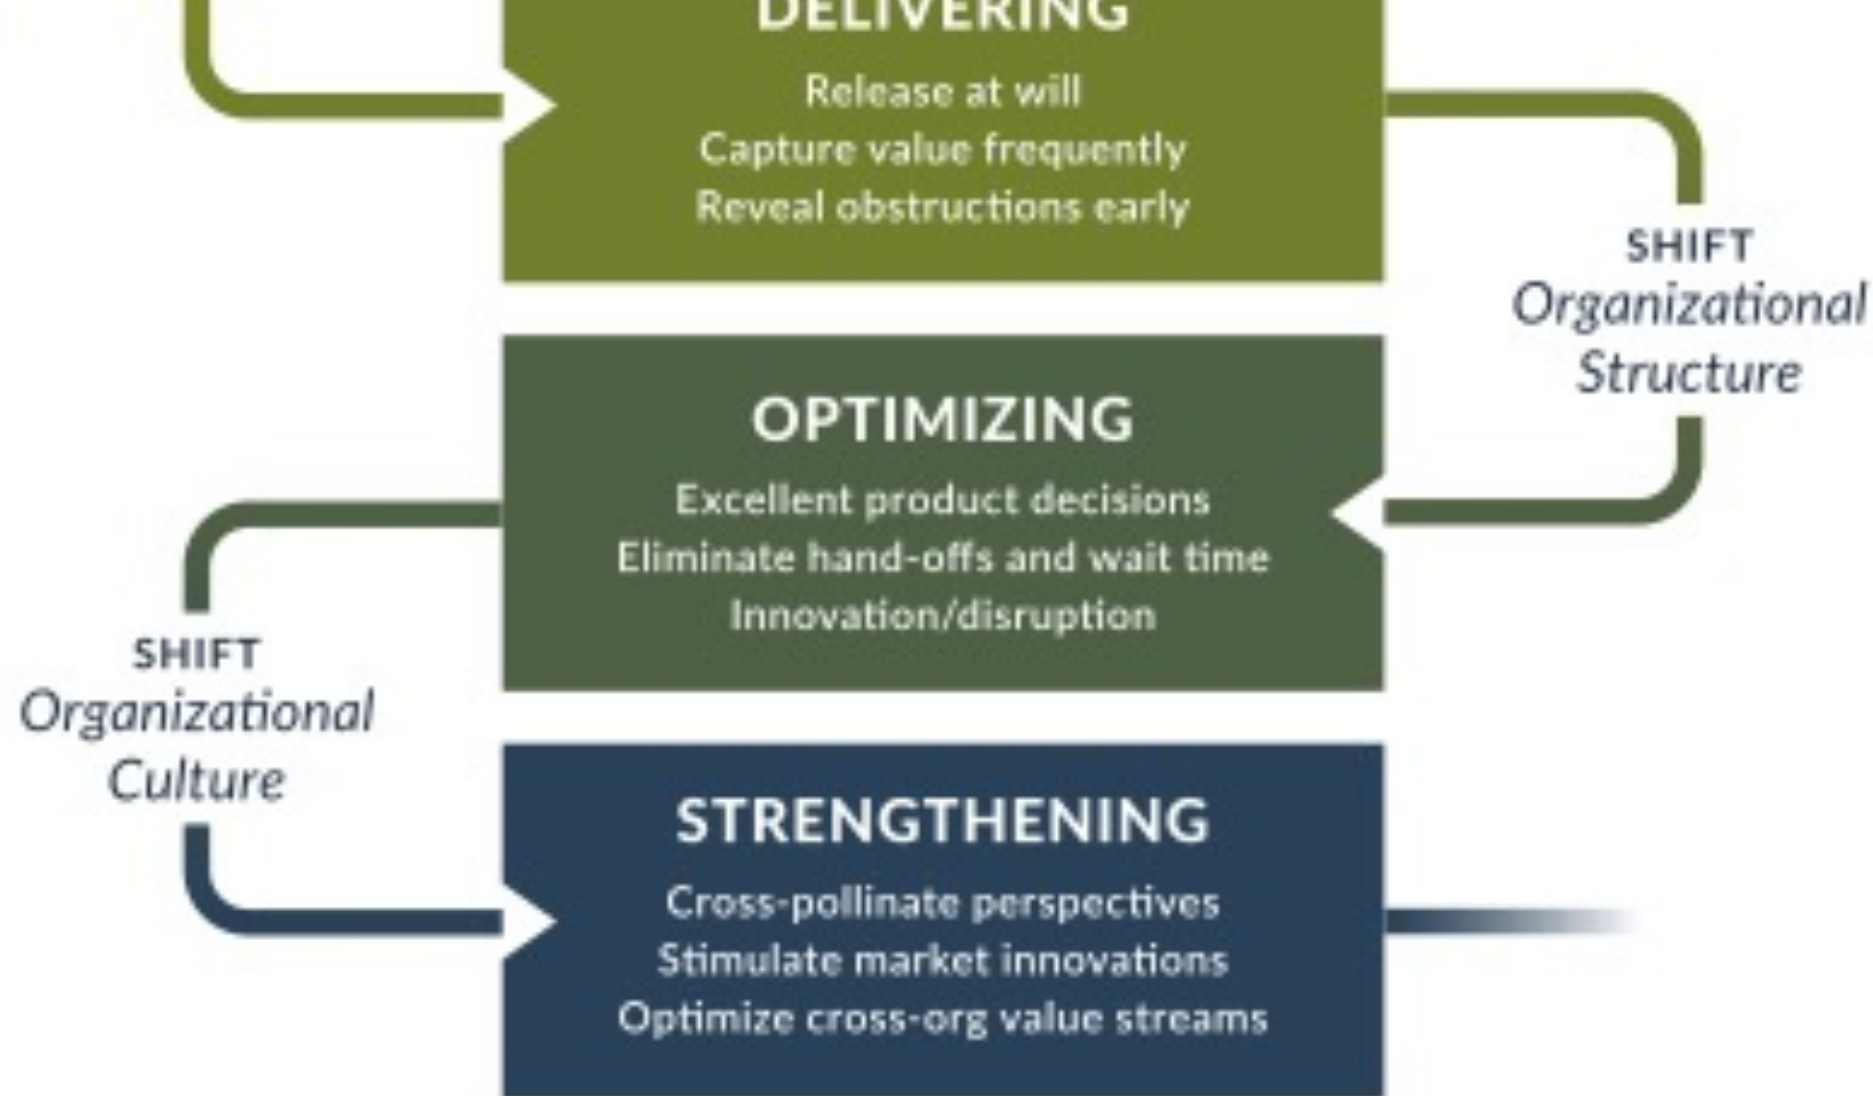 DELIVERING
Release at will
Capture value frequently
Reveal obstructions early
SHIFT
Organizational
Structure
OPTIMIZING
Excellent product decisions
Eliminate hand-offs and wait time
Innovation/disruption
SHIFT
Organizational
Culture
STRENGTHENING
Cross-pollinate perspectives
Stimulate market innovations
Optimize cross-org value streams